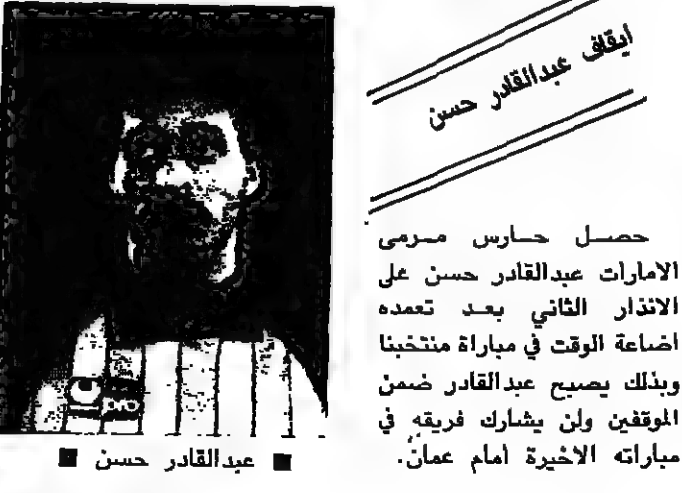 أيقاف عبدالقادر حسن
حصل حارس مرمى
الامارات عبدالقادر حسن على
الانذار الثاني بعد تعمده
اضاعة الوقت في مباراة منتخبنا
وبذلك يصبح عبدالقادر ضمن
الموقفين ولن يشارك فريقه في
مباراته الاخيرة امام عمان.
■ عبدالقادر حسن ■